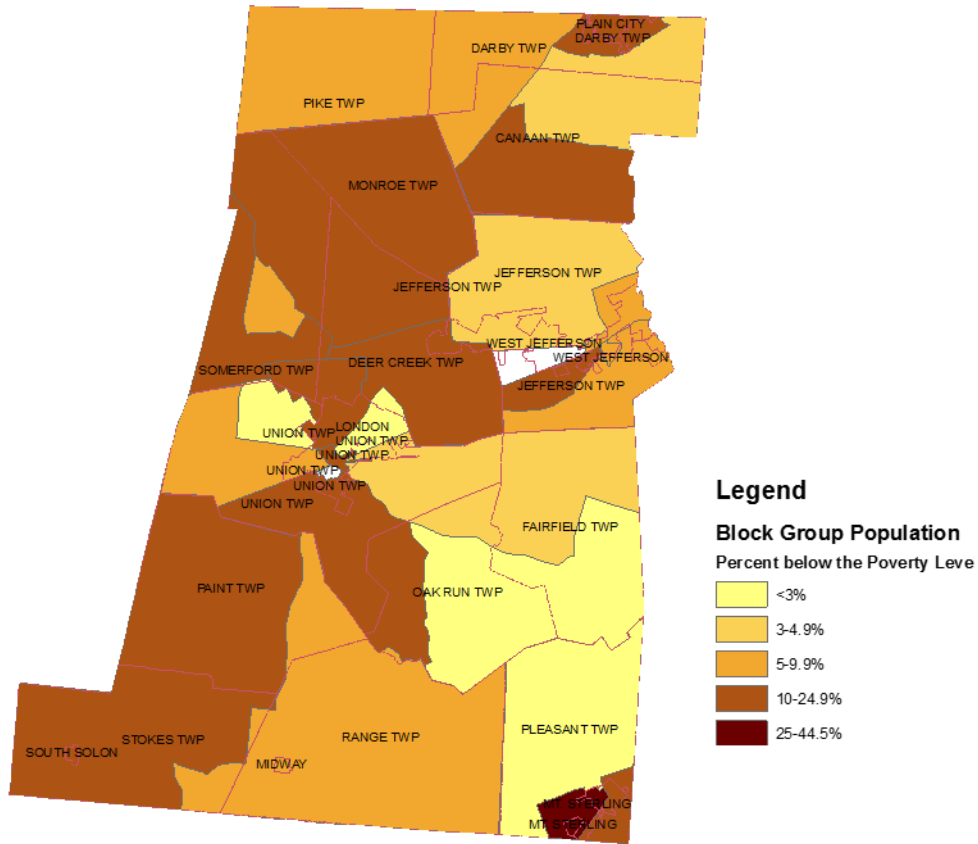 PLAIN CITY
DARBY TWP
DARBY TWP
PIKE TWP
CANAAN TWP
MONROE TWP
JEFFERSON TWP
JEFFERSON TWP
WEST JEFFERSON
WEST JEFFERSON
DEER CREEK TWP
SOMERFORD TWP
JEFFERSON TWP
LONDON
UNION TWP
UNION TWP
UNION TWP
UNION TWP
UNION TWP
UNION TWP
FAIRFIELD TWP
PAINT TWP
OAK RUN TWP
PLEASANT TWP
RANGE TWP
STOKES TWP
SOUTH SOLON
MIDWAY
MT STERLING
MT STERLING
Legend
Block Group Population
Percent below the Poverty Leve
<3%
3-4.9%
5-9.9%
10-24.9%
25-44.5%